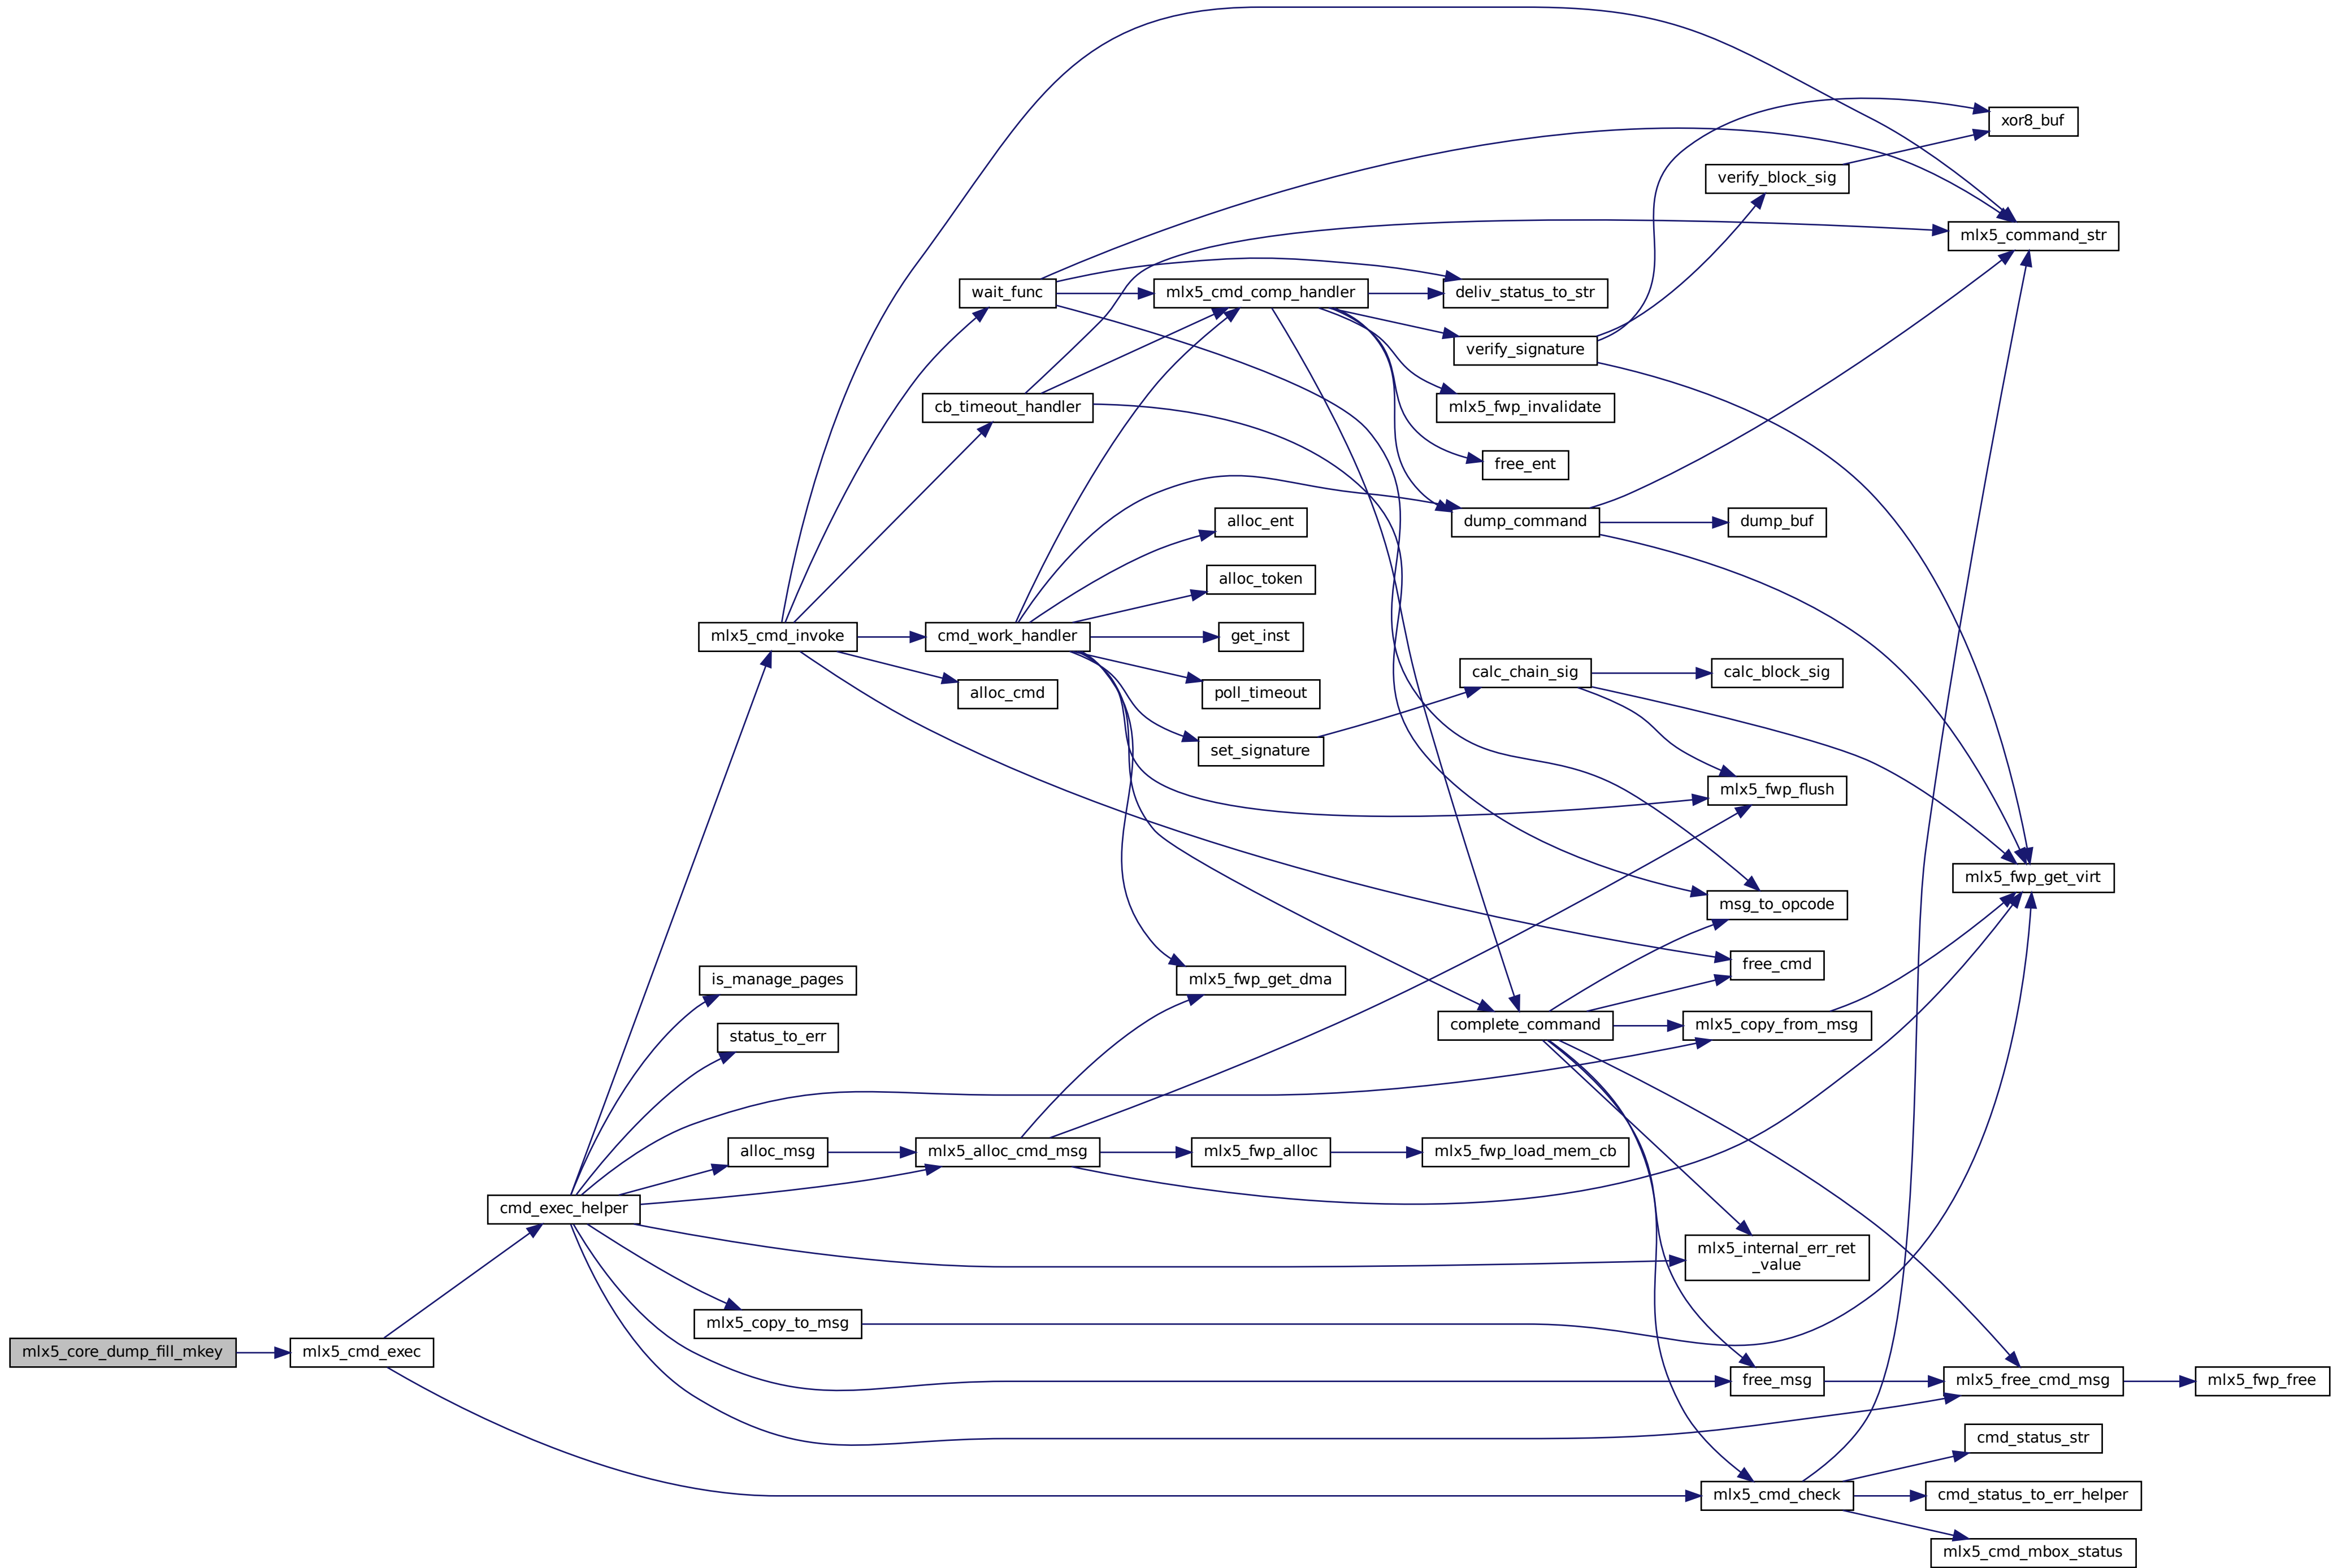 xor8_buf
verify_block_sig
mlx5_command_str
wait_func
mlx5_cmd_comp_handler
deliv_status_to_str
verify_signature
cb_timeout_handler
mlx5_fwp_invalidate
free_ent
alloc_ent
dump_command
dump_buf
alloc_token
mlx5_cmd_invoke
cmd_work_handler
get_inst
calc_chain_sig
calc_block_sig
alloc_cmd
poll_timeout
set_signature
mlx5_fwp_flush
mlx5_fwp_get_virt
msg_to_opcode
free_cmd
is_manage_pages
mlx5_fwp_get_dma
status_to_err
complete_command
mlx5_copy_from_msg
alloc_msg
mlx5_alloc_cmd_msg
mlx5_fwp_alloc
mlx5_fwp_load_mem_cb
cmd_exec_helper
mlx5_internal_err_ret
_value
mlx5_copy_to_msg
mlx5_core_dump_fill_mkey
mlx5_cmd_exec
free_msg
mlx5_free_cmd_msg
mlx5_fwp_free
cmd_status_str
mlx5_cmd_check
cmd_status_to_err_helper
mlx5_cmd_mbox_status